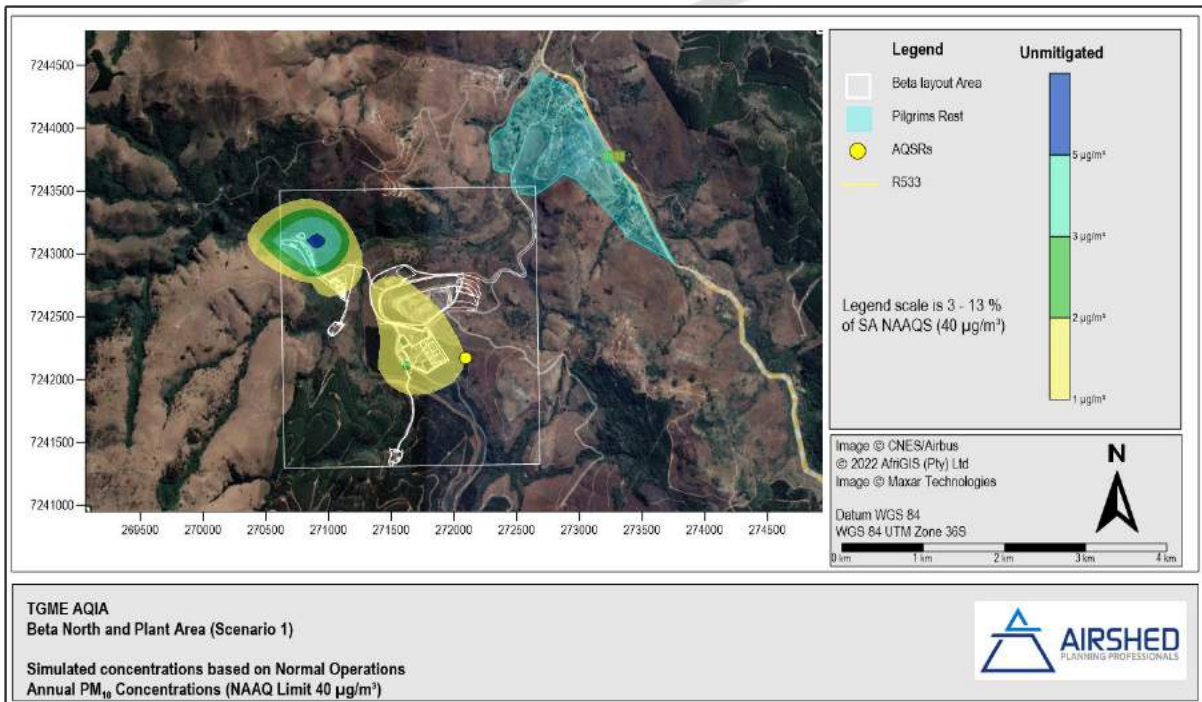 7244500
7244000
7243500
7243000
7242500
7242000
7241500
7241000
269500 270000 270500 271000 271500 272000 272500 273000 273500 274000 274500
Legend
Beta layout Area
Pilgrims Rest
AQSRs
R533
Unmitigated
5 µg/m³
3 µg/m³
2 µg/m³
1 µg/m³
Legend scale is 3 - 13 %
of SA NAAQS (40 µg/m³)
Image © CNES/Airbus
© 2022 AfriGIS (Pty) Ltd
Image © Maxar Technologies
Datum WGS 84
WGS 84 UTM Zone 36S
N
0 km 1 km 2 km 3 km 4 km
TGME AQIA
Beta North and Plant Area (Scenario 1)
Simulated concentrations based on Normal Operations
Annual PM₁₀ Concentrations (NAAQ Limit 40 µg/m³)
AIRSHED
PLANNING PROFESSIONALS